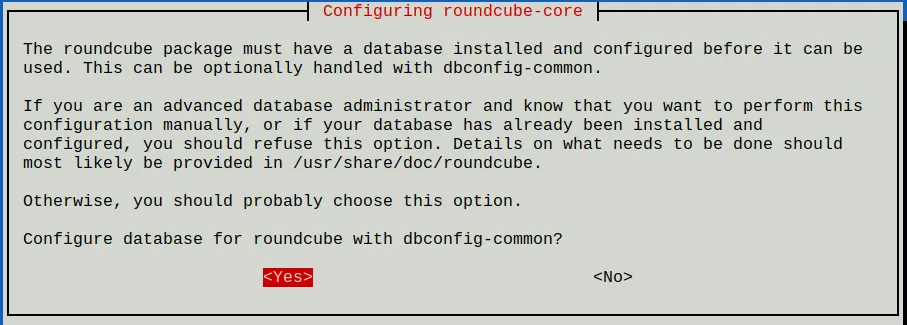 Configuring roundcube-core
The roundcube package must have a database installed and configured before it can be
used. This can be optionally handled with dbconfig-common.
If you are an advanced database administrator and know that you want to perform this
configuration manually, or if your database has already been installed and
configured, you should refuse this option. Details on what needs to be done should
most likely be provided in /usr/share/doc/roundcube.
Otherwise, you should probably choose this option.
Configure database for roundcube with dbconfig-common?
<Yes> <No>